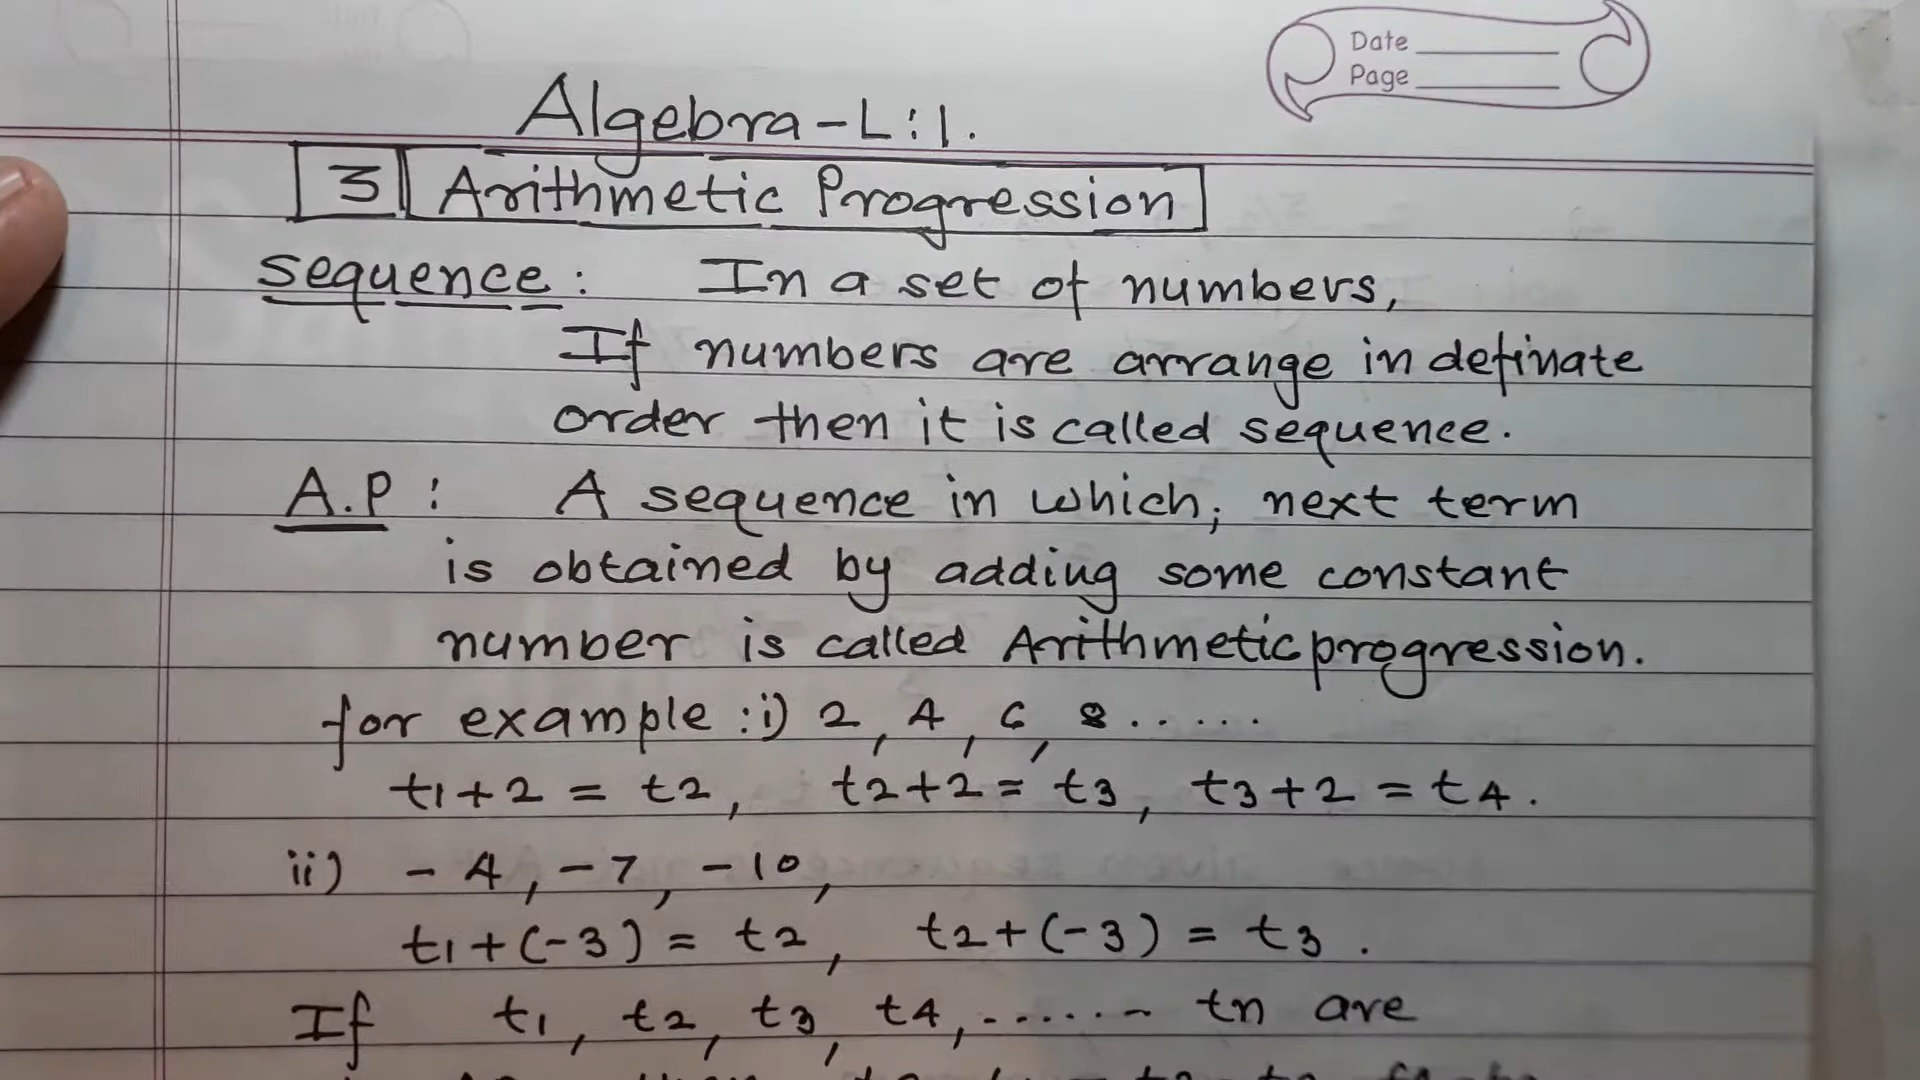 Date
Page
Algebra-L:1.
3 Arithmetic Progression
sequence: In a set of numbers,
If numbers are arrange in definate
order then it is called sequence.
A.P: A sequence in which, next term
is obtained by adding some constant
number is called Arithmetic progression.
for example: i) 2, 4, 6, 8.....
t1+2 = t2, t2+2 = t3, t3+2 = t4.
ii) -4, -7, -10,
t1+(-3) = t2, t2+(-3) = t3.
If t1, t2, t3, t4, ...... tn are